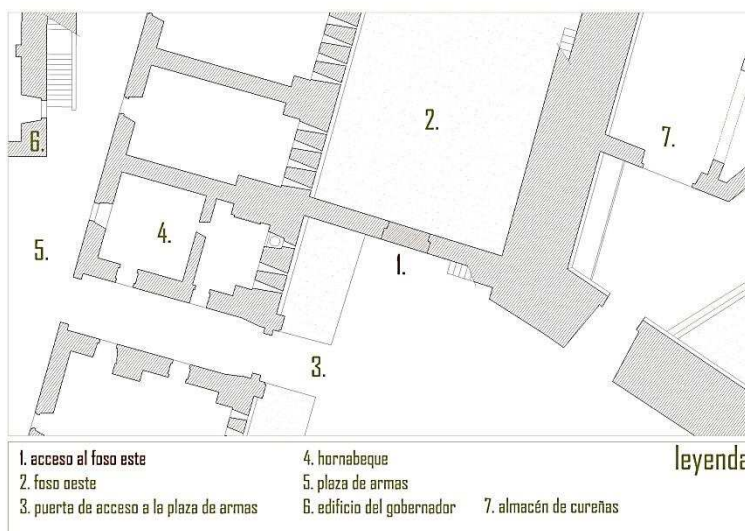 2.
7.
6.
4.
5.
1.
3.
leyenda
1. acceso al foso este
4. hornabeque
2. foso oeste
5. plaza de armas
3. puerta de acceso a la plaza de armas
6. edificio del gobernador
7. almacén de cureñas